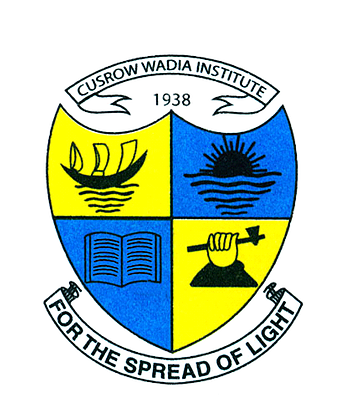 CUSROW WADIA INSTITUTE
1938
FOR THE SPREAD OF LIGHT